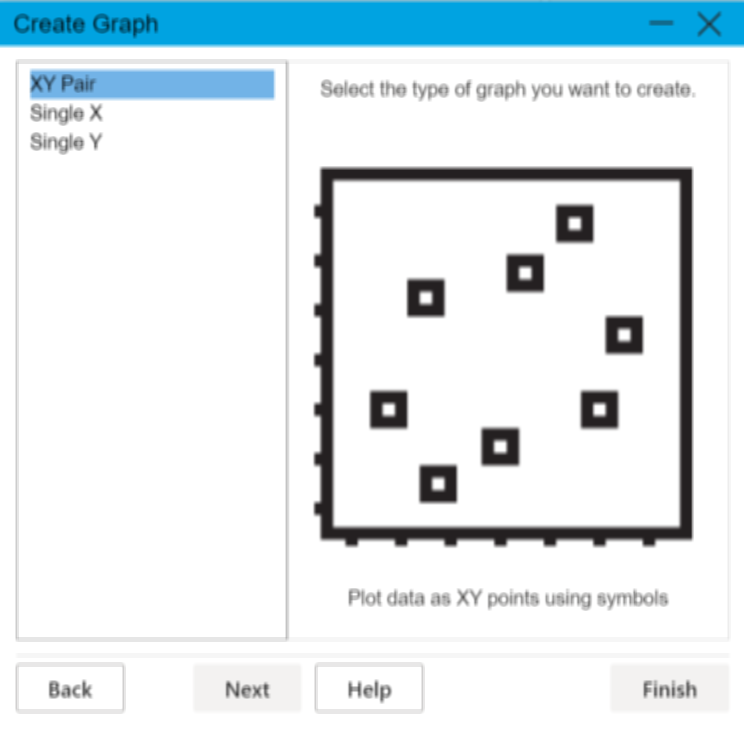 Create Graph
XY Pair
Single X
Single Y
Select the type of graph you want to create.
Plot data as XY points using symbols
Back
Next
Help
Finish